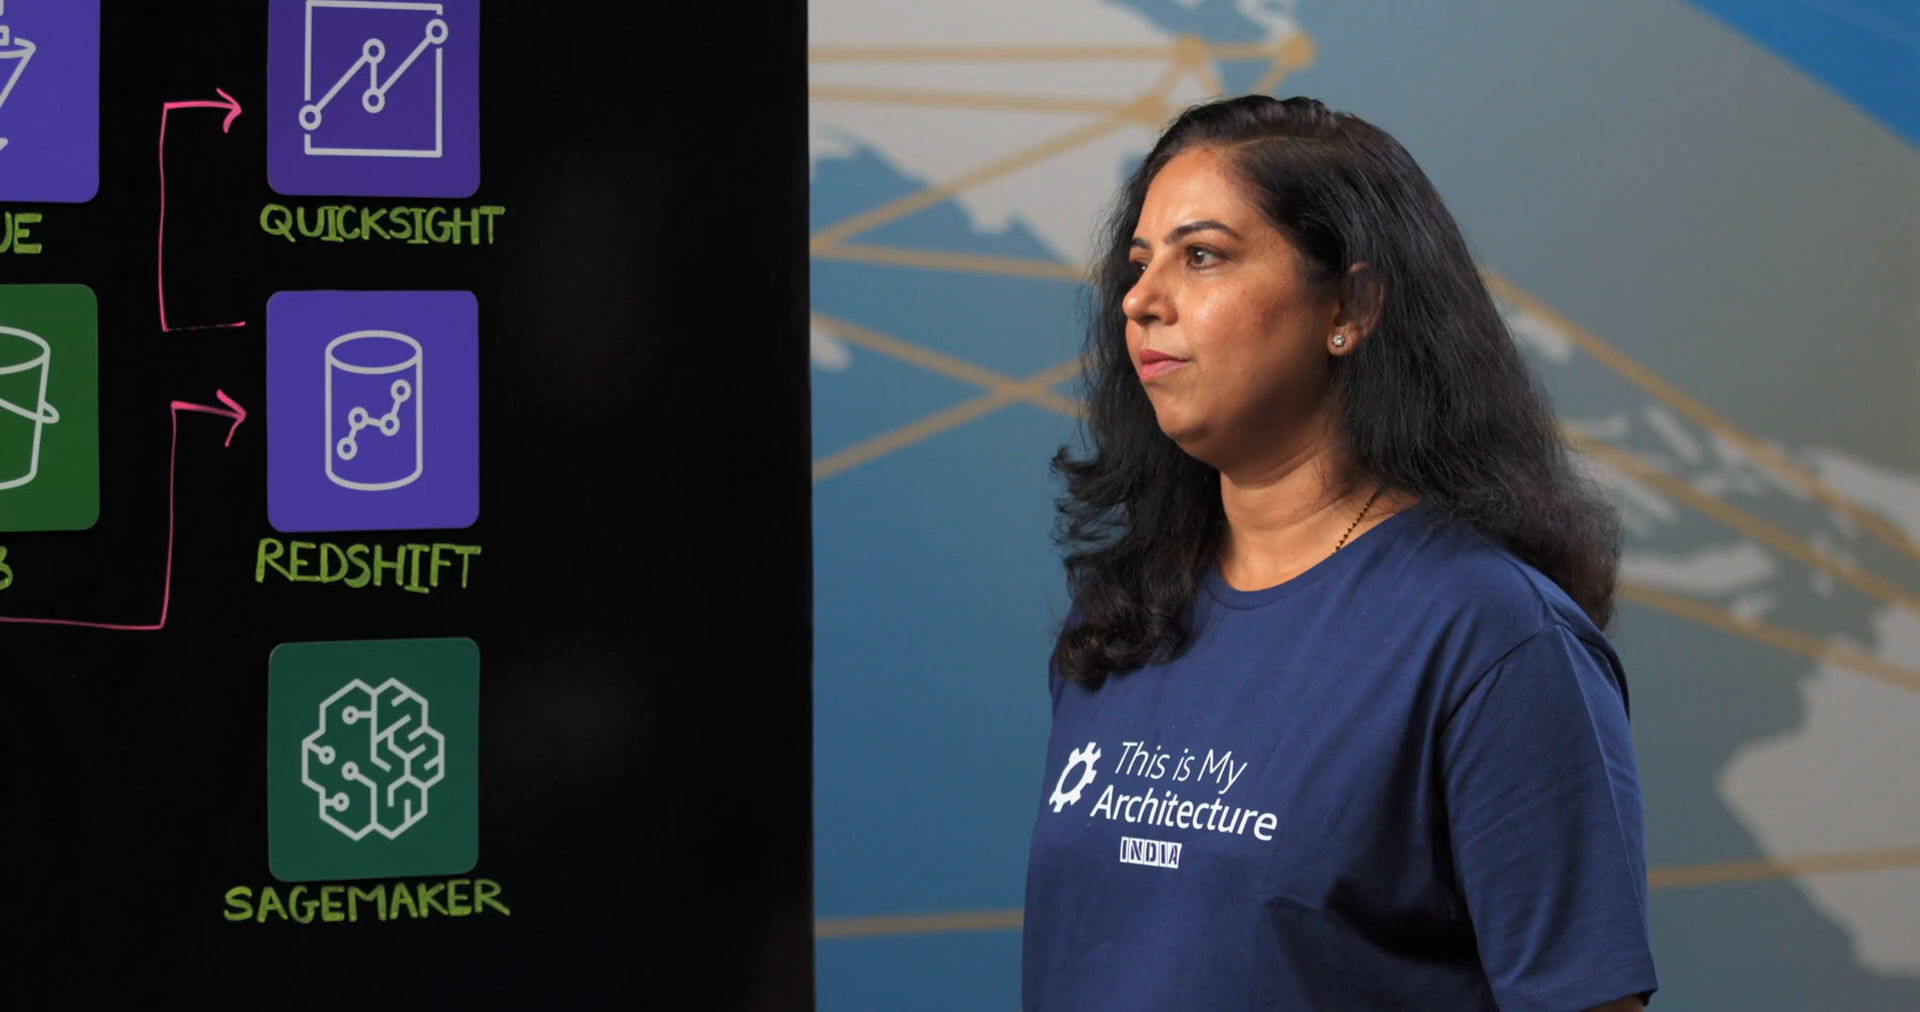 QUICKSIGHT
UE
REDSHIFT
SAGEMAKER
This is My
Architecture
INDIA